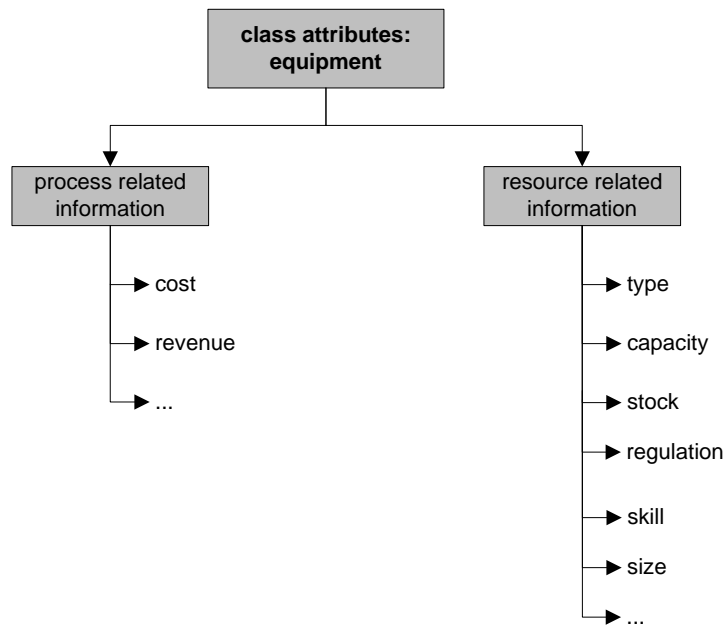 class attributes:
equipment
process related
information
cost
revenue
...
resource related
information
type
capacity
stock
regulation
skill
size
...